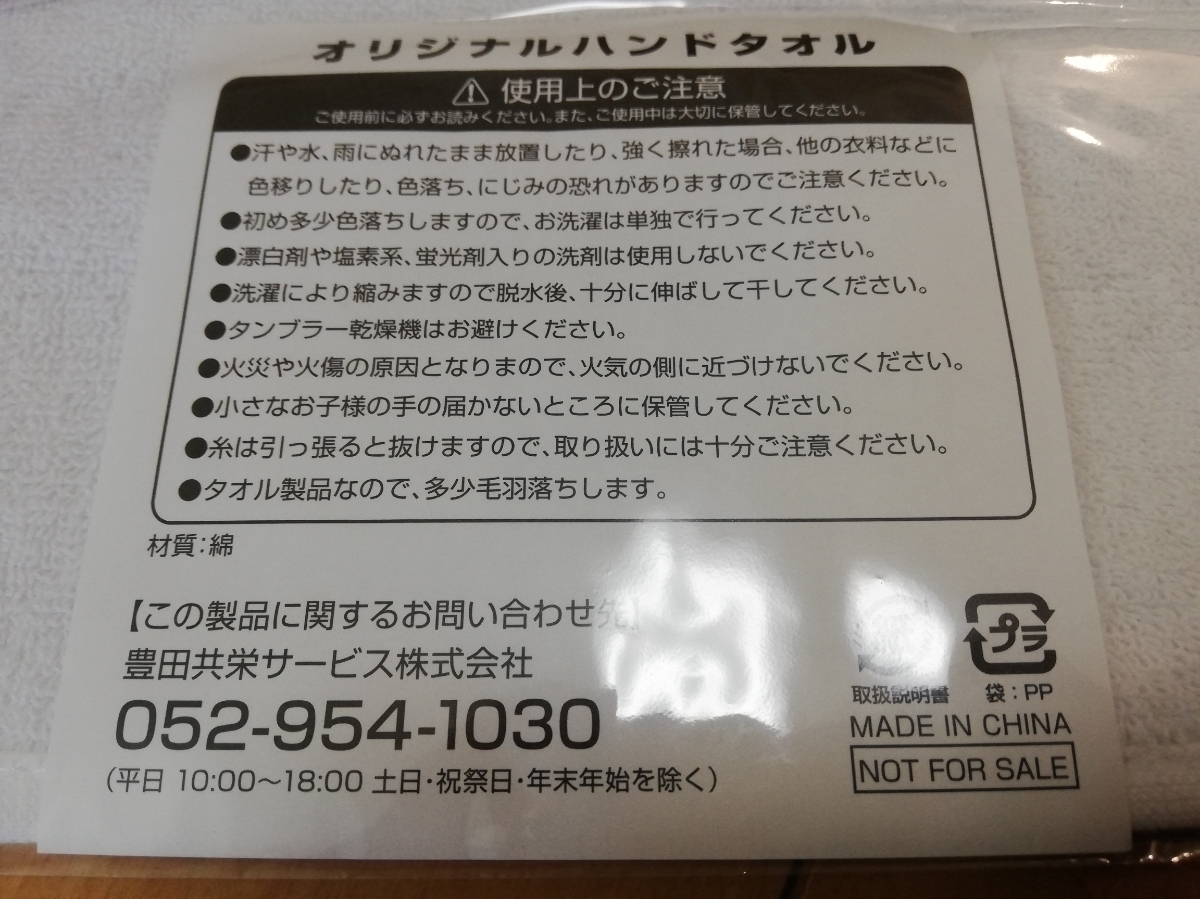 オリジナルハンドタオル
使用上のご注意
ご使用前に必ずお読みください。また、ご使用中は大切に保管してください。
●汗や水、雨にぬれたまま放置したり、強く擦れた場合、他の衣料などに
色移りしたり、色落ち、にじみの恐れがありますのでご注意ください。
●初め多少色落ちしますので、お洗濯は単独で行ってください。
●漂白剤や塩素系、蛍光剤入りの洗剤は使用しないでください。
●洗濯により縮みますので脱水後、十分に伸ばして干してください。
●タンブラー乾燥機はお避けください。
●火災や火傷の原因となりまので、火気の側に近づけないでください。
●小さなお子様の手の届かないところに保管してください。
●糸は引っ張ると抜けますので、取り扱いには十分ご注意ください。
●タオル製品なので、多少毛羽落ちします。
材質：綿
【この製品に関するお問い合わせ先】
豊田共栄サービス株式会社
052-954-1030
（平日 10:00～18:00 土日・祝祭日・年末年始を除く）
プラ
取扱説明書 袋：PP
MADE IN CHINA
NOT FOR SALE